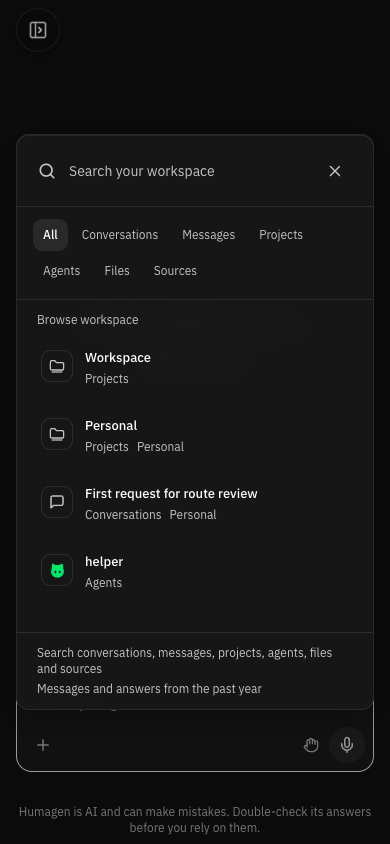 Search your workspace
All Conversations Messages Projects
Agents Files Sources
Browse workspace
Workspace
Projects
Personal
Projects Personal
First request for route review
Conversations Personal
helper
Agents
Search conversations, messages, projects, agents, files
and sources
Messages and answers from the past year
Humagen is AI and can make mistakes. Double-check its answers
before you rely on them.